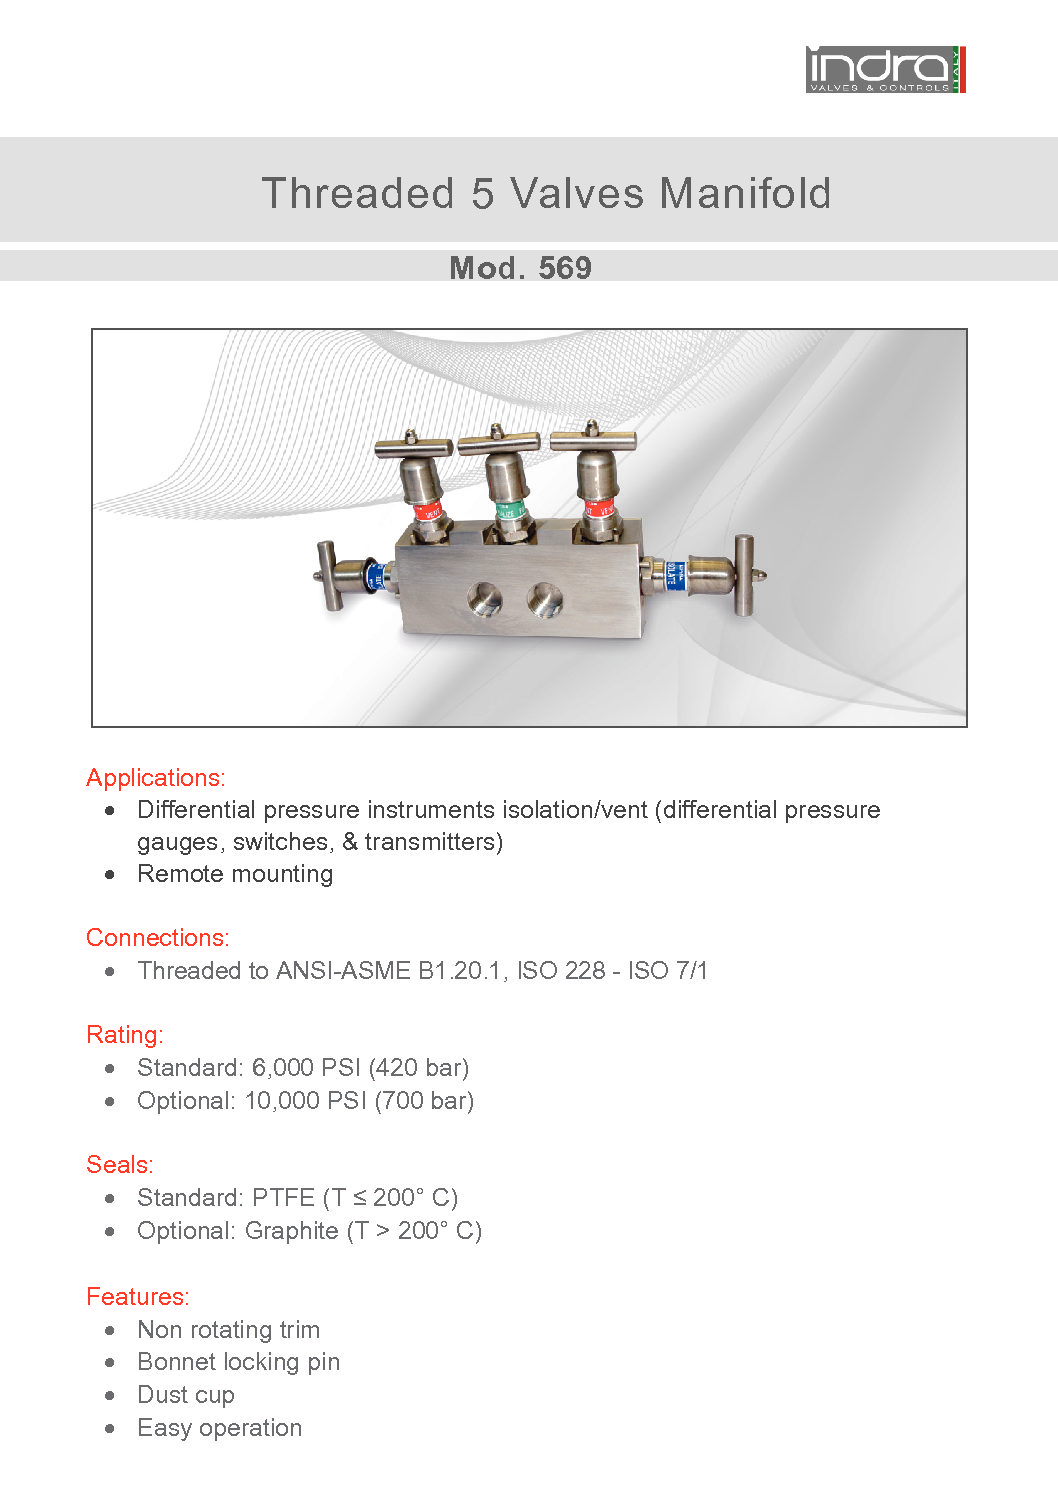 indra
VALVES & CONTROLS
ITALY
Threaded 5 Valves Manifold
Mod. 569
VENT
VENT
ISOLATE
Applications:
• Differential pressure instruments isolation/vent (differential pressure
gauges, switches, & transmitters)
• Remote mounting
Connections:
• Threaded to ANSI-ASME B1.20.1, ISO 228 - ISO 7/1
Rating:
• Standard: 6,000 PSI (420 bar)
• Optional: 10,000 PSI (700 bar)
Seals:
• Standard: PTFE (T ≤ 200° C)
• Optional: Graphite (T > 200° C)
Features:
• Non rotating trim
• Bonnet locking pin
• Dust cup
• Easy operation